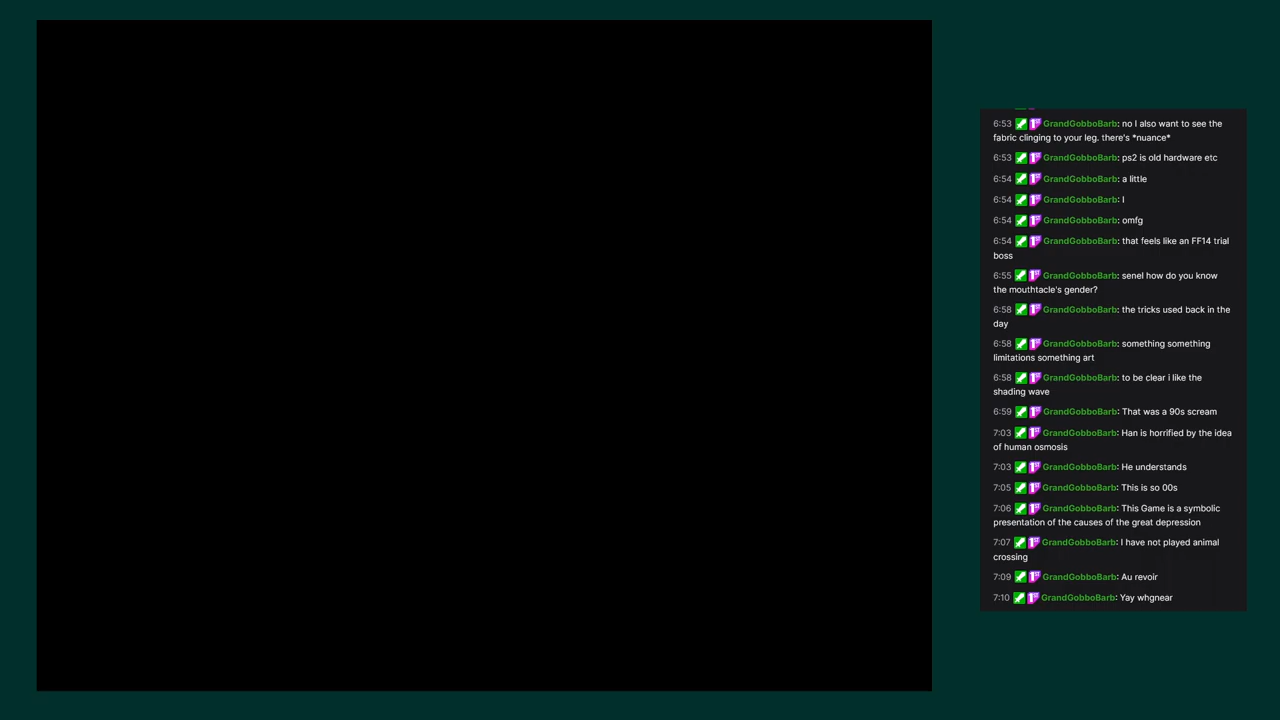 6:53 GrandGobboBarb: no I also want to see the
fabric clinging to your leg. there's *nuance*
6:53 GrandGobboBarb: ps2 is old hardware etc
6:54 GrandGobboBarb: a little
6:54 GrandGobboBarb: I
6:54 GrandGobboBarb: omfg
6:54 GrandGobboBarb: that feels like an FF14 trial
boss
6:55 GrandGobboBarb: senel how do you know
the mouthtacle's gender?
6:58 GrandGobboBarb: the tricks used back in the
day
6:58 GrandGobboBarb: something something
limitations something art
6:58 GrandGobboBarb: to be clear i like the
shading wave
6:59 GrandGobboBarb: That was a 90s scream
7:03 GrandGobboBarb: Han is horrified by the idea
of human osmosis
7:03 GrandGobboBarb: He understands
7:05 GrandGobboBarb: This is so 00s
7:06 GrandGobboBarb: This Game is a symbolic
presentation of the causes of the great depression
7:07 GrandGobboBarb: I have not played animal
crossing
7:09 GrandGobboBarb: Au revoir
7:10 GrandGobboBarb: Yay whgnear